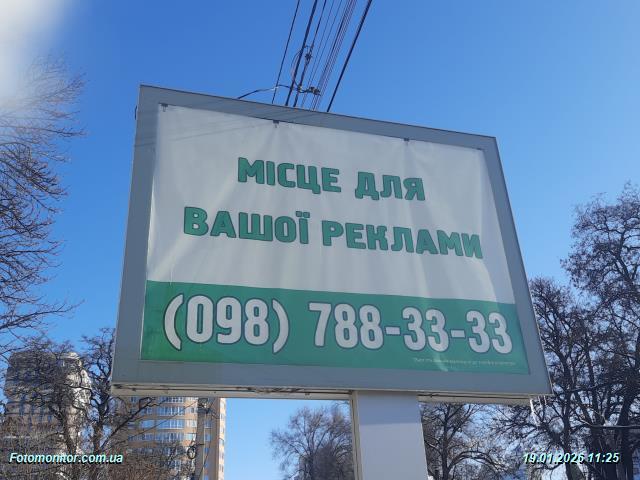 МІСЦЕ ДЛЯ
ВАШОЇ РЕКЛАМИ
(098) 788-33-33
Fotomonitor.com.ua
19.01.2026 11:25